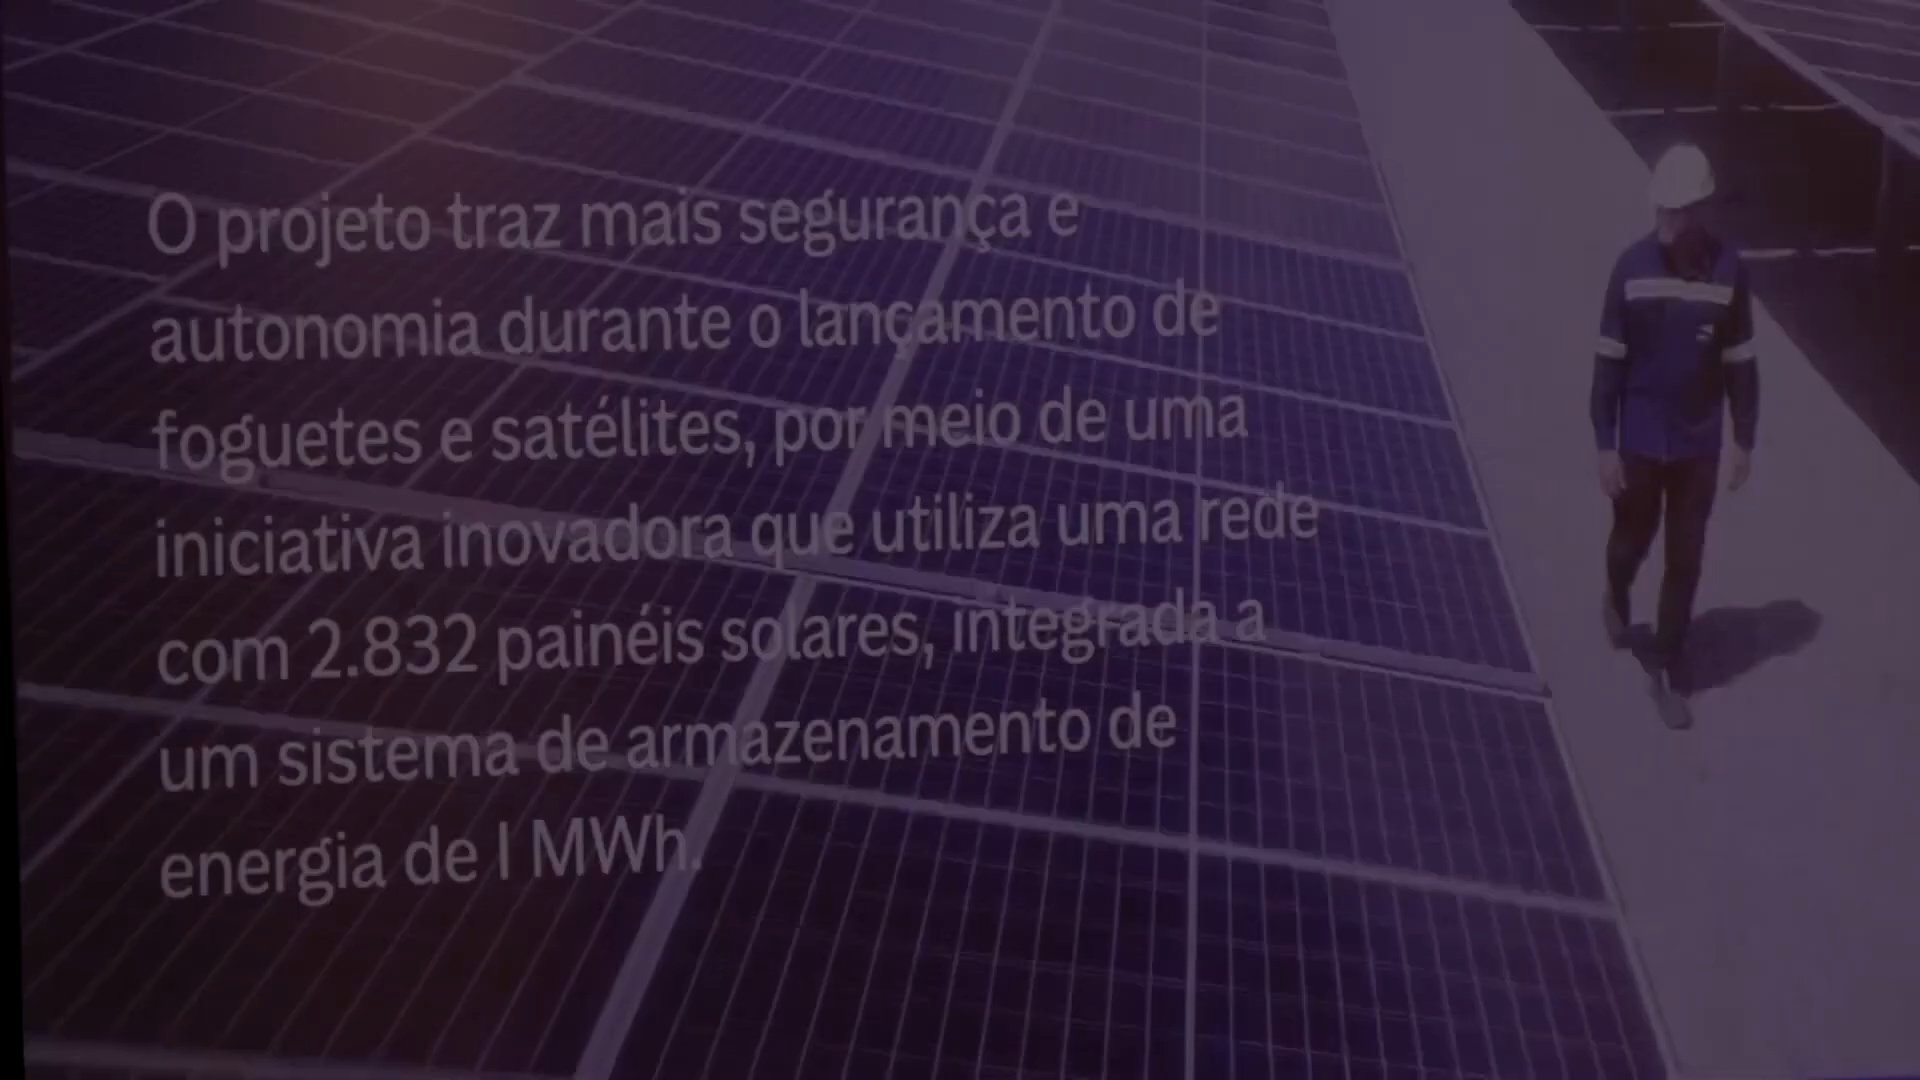 O projeto traz mais segurança e
autonomia durante o lançamento de
foguetes e satélites, por meio de uma
iniciativa inovadora que utiliza uma rede
com 2.832 painéis solares, integrada a
um sistema de armazenamento de
energia de 1 MWh.